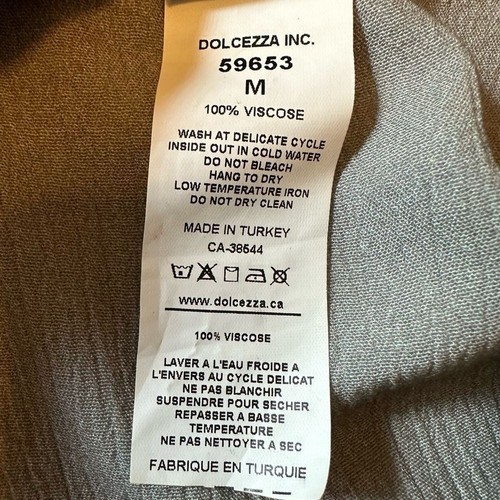 DOLCEZZA INC.
59653
M
100% VISCOSE
WASH AT DELICATE CYCLE
INSIDE OUT IN COLD WATER
DO NOT BLEACH
HANG TO DRY
LOW TEMPERATURE IRON
DO NOT DRY CLEAN
MADE IN TURKEY
CA-38544
www.dolcezza.ca
100% VISCOSE
LAVER A L'EAU FROIDE A
L'ENVERS AU CYCLE DELICAT
NE PAS BLANCHIR
SUSPENDRE POUR SECHER
REPASSER A BASSE
TEMPERATURE
NE PAS NETTOYER A SEC
FABRIQUE EN TURQUIE